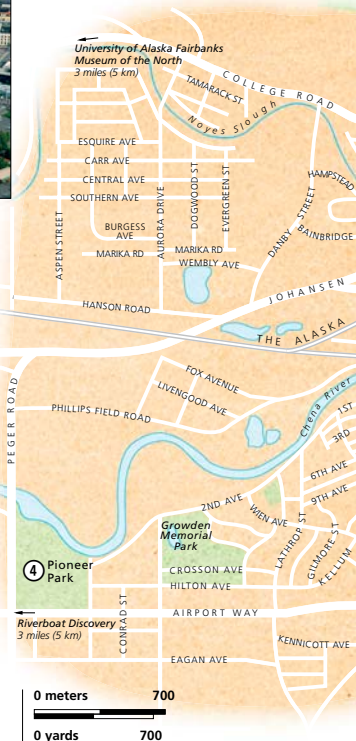 University of Alaska Fairbanks
Museum of the North
3 miles (5 km)
COLLEGE ROAD
TAMARACK ST
Noyes Slough
ESQUIRE AVE
CARR AVE
CENTRAL AVE
SOUTHERN AVE
HAMPSTEAD
ASPEN STREET
AURORA DRIVE
DOGWOOD ST
EVERGREEN ST
DANBY STREET
BAINBRIDGE
BURGESS
AVE
MARIKA RD
MARIKA RD
WEMBLY AVE
JOHANSEN
HANSON ROAD
THE ALASKA
PEGER ROAD
FOX AVENUE
LIVENGOOD AVE
PHILLIPS FIELD ROAD
Chena River
1ST
3RD
6TH AVE
9TH AVE
2ND AVE
WIEN AVE
LATHROP ST
GILMORE ST
KELLUM
Growden
Memorial
Park
4 Pioneer
Park
CROSSON AVE
HILTON AVE
AIRPORT WAY
Riverboat Discovery
3 miles (5 km)
CONRAD ST
KENNICOTT AVE
EAGAN AVE
0 meters 700
0 yards 700